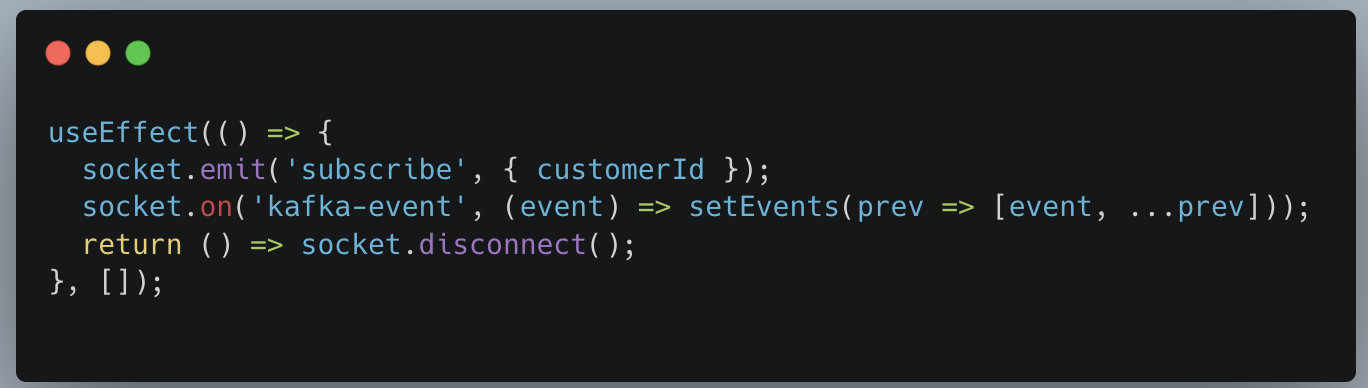 useEffect(() => {
  socket.emit('subscribe', { customerId });
  socket.on('kafka-event', (event) => setEvents(prev => [event, ...prev]));
  return () => socket.disconnect();
}, []);